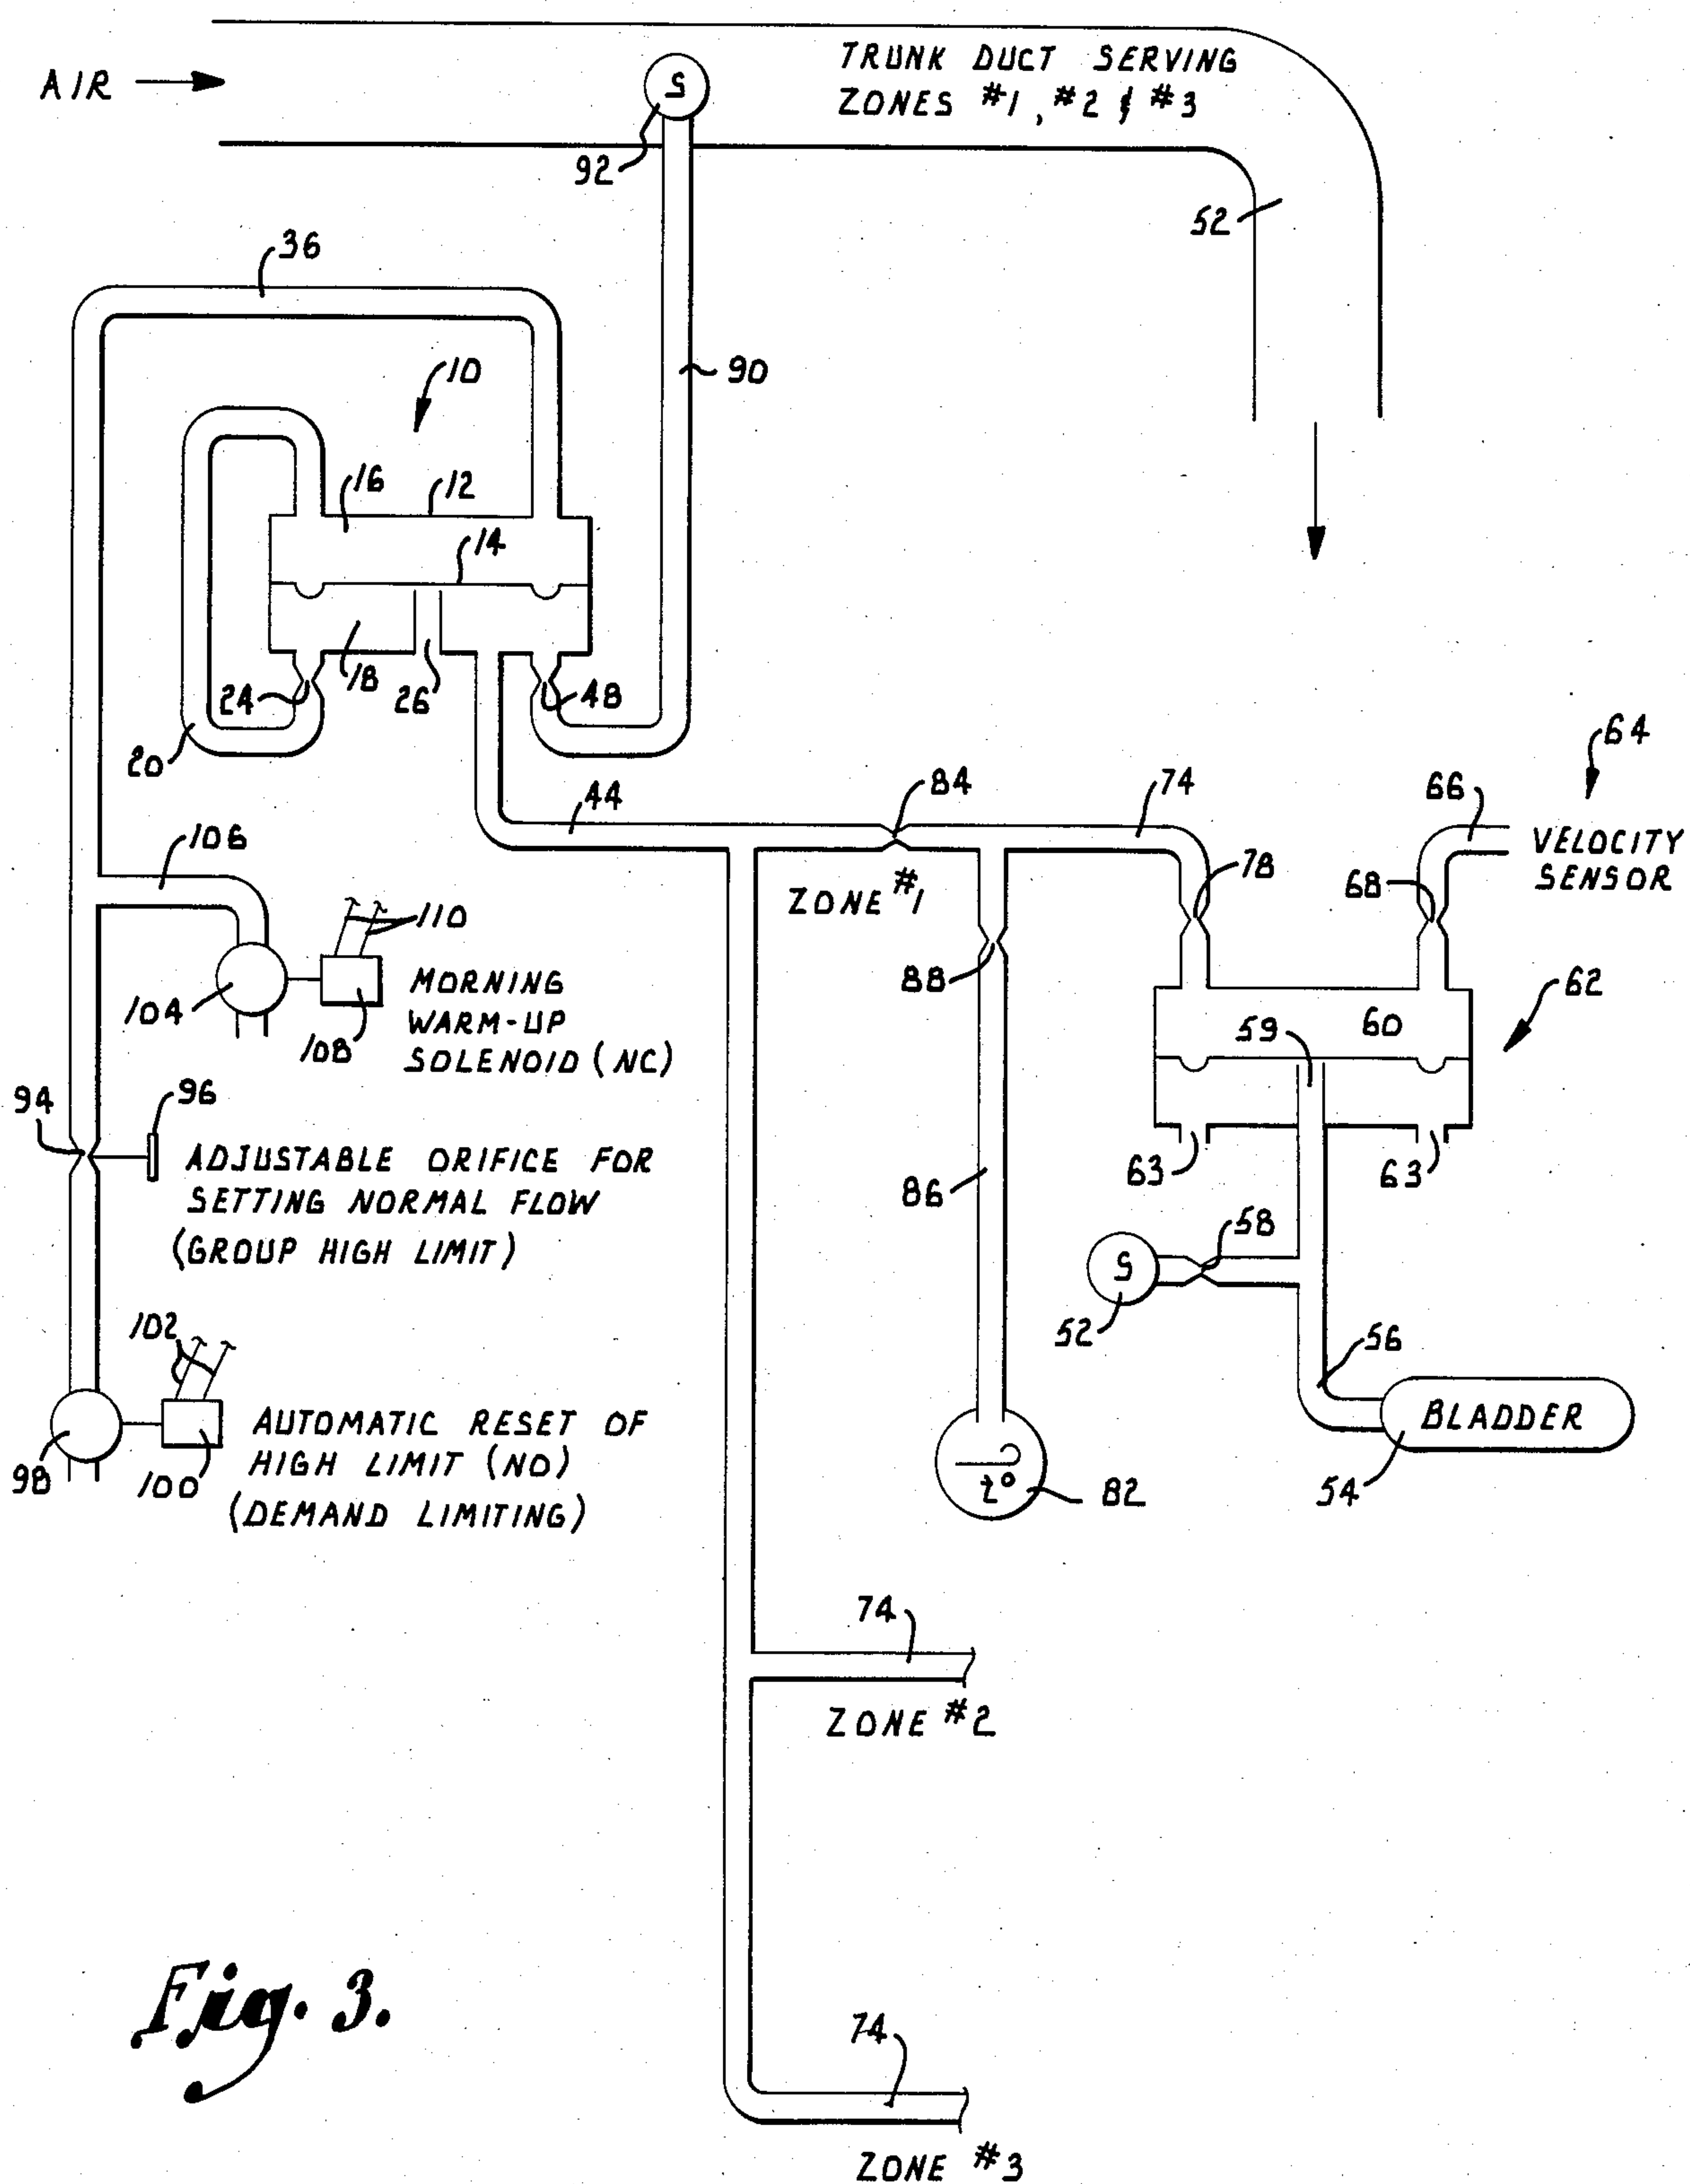 AIR
S
TRUNK DUCT SERVING
ZONES #1, #2 & #3
92
52
36
10
90
16
12
14
18
24
26
48
20
44
84
74
64
66
VELOCITY
SENSOR
106
78
68
ZONE #1
110
88
62
MORNING
WARM-UP
SOLENOID (NC)
104
108
59
60
94
96
ADJUSTABLE ORIFICE FOR
SETTING NORMAL FLOW
(GROUP HIGH LIMIT)
63
63
86
58
S
52
102
56
AUTOMATIC RESET OF
HIGH LIMIT (NO)
(DEMAND LIMITING)
BLADDER
98
100
t°
82
54
74
ZONE #2
Fig. 3.
74
ZONE #3